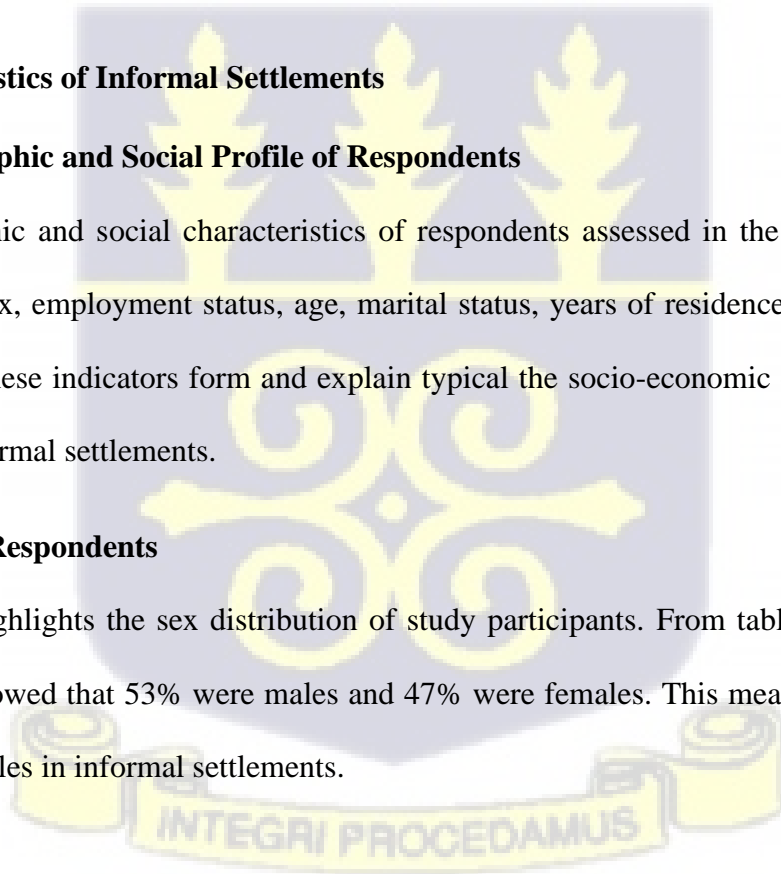 stics of Informal Settlements
phic and Social Profile of Respondents
nic and social characteristics of respondents assessed in the
x, employment status, age, marital status, years of residence
hese indicators form and explain typical the socio-economic
rmal settlements.
Respondents
ghlights the sex distribution of study participants. From tabl
owed that 53% were males and 47% were females. This mea
les in informal settlements.
INTEGRI PROCEDAMUS